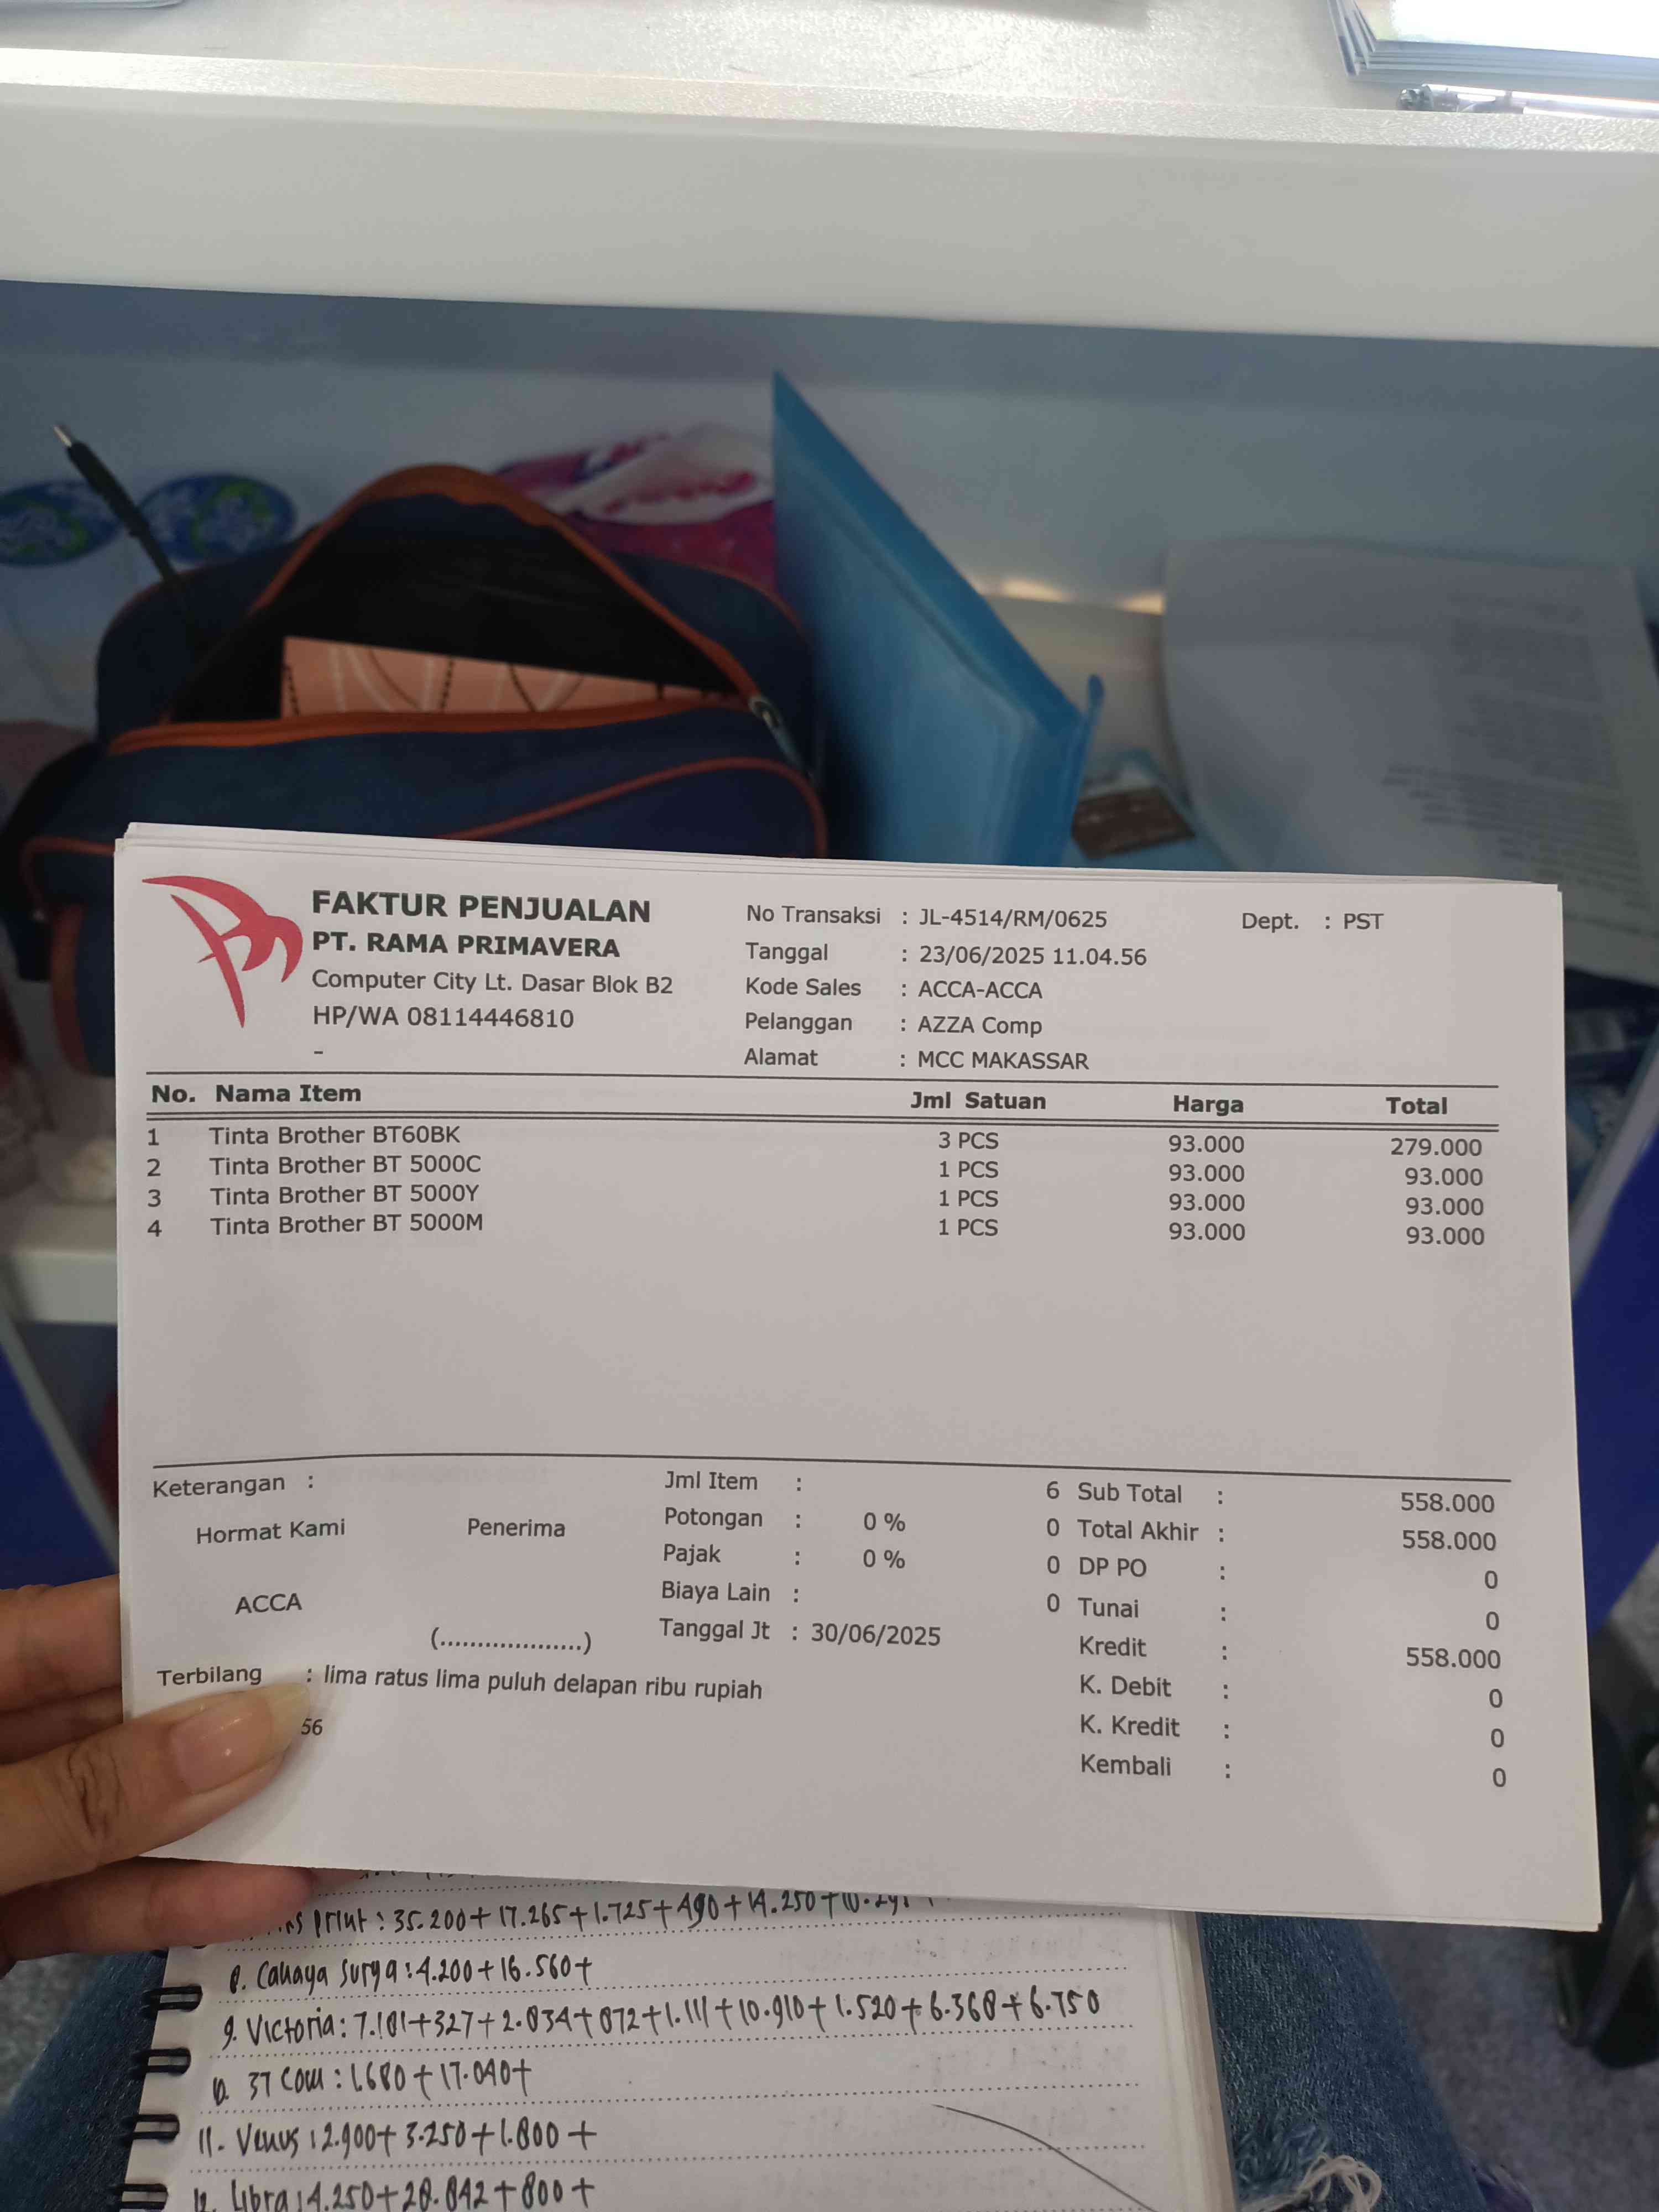 FAKTUR PENJUALAN
PT. RAMA PRIMAVERA
Computer City Lt. Dasar Blok B2
HP/WA 08114446810
-
No Transaksi : JL-4514/RM/0625 Dept. : PST
Tanggal : 23/06/2025 11.04.56
Kode Sales : ACCA-ACCA
Pelanggan : AZZA Comp
Alamat : MCC MAKASSAR
No. Nama Item Jml Satuan Harga Total
1 Tinta Brother BT60BK 3 PCS 93.000 279.000
2 Tinta Brother BT 5000C 1 PCS 93.000 93.000
3 Tinta Brother BT 5000Y 1 PCS 93.000 93.000
4 Tinta Brother BT 5000M 1 PCS 93.000 93.000
Keterangan :
Hormat Kami Penerima
ACCA
(...................)
Jml Item : 6
Potongan : 0 % 0
Pajak : 0 % 0
Biaya Lain : 0
Tanggal Jt : 30/06/2025
Sub Total : 558.000
Total Akhir : 558.000
DP PO : 0
Tunai : 0
Kredit : 558.000
K. Debit : 0
K. Kredit : 0
Kembali : 0
Terbilang : lima ratus lima puluh delapan ribu rupiah
56
print : 35.200+17.265+1.725+490+14.250+
8. Cahaya Surya : 4.200+16.560+
9. Victoria : 7.181+327+2.834+872+1.111+10.910+1.520+6.368+6.750
10. 37 Com : 1.680+17.040+
11. Venus : 2.900+3.250+1.800+
12. Libra : 4.250+28.842+800+